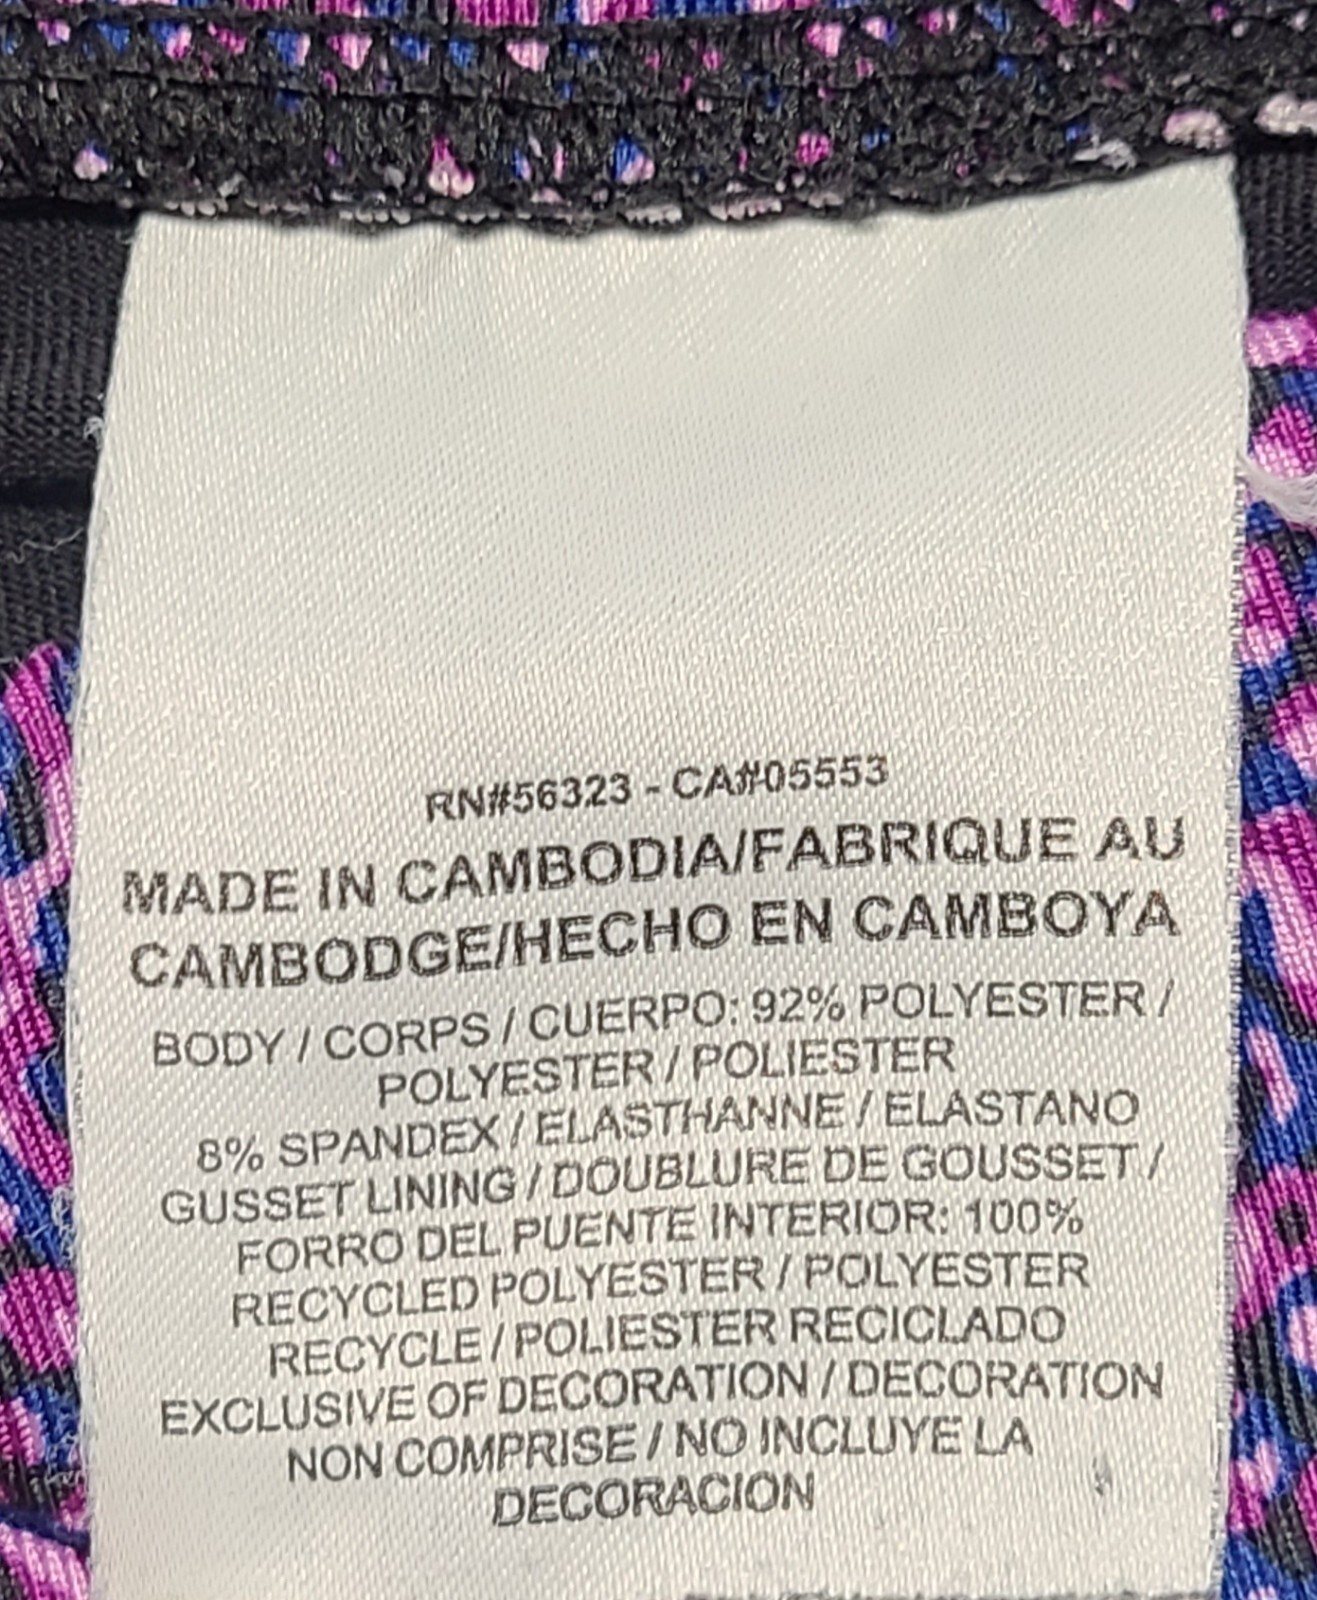 RN#56323 - CA#05553
MADE IN CAMBODIA/FABRIQUE AU
CAMBODGE/HECHO EN CAMBOYA
BODY / CORPS / CUERPO: 92% POLYESTER /
POLYESTER / POLIESTER
8% SPANDEX / ELASTHANNE / ELASTANO
GUSSET LINING / DOUBLURE DE GOUSSET /
FORRO DEL PUENTE INTERIOR: 100%
RECYCLED POLYESTER / POLYESTER
RECYCLE / POLIESTER RECICLADO
EXCLUSIVE OF DECORATION / DECORATION
NON COMPRISE / NO INCLUYE LA
DECORACION